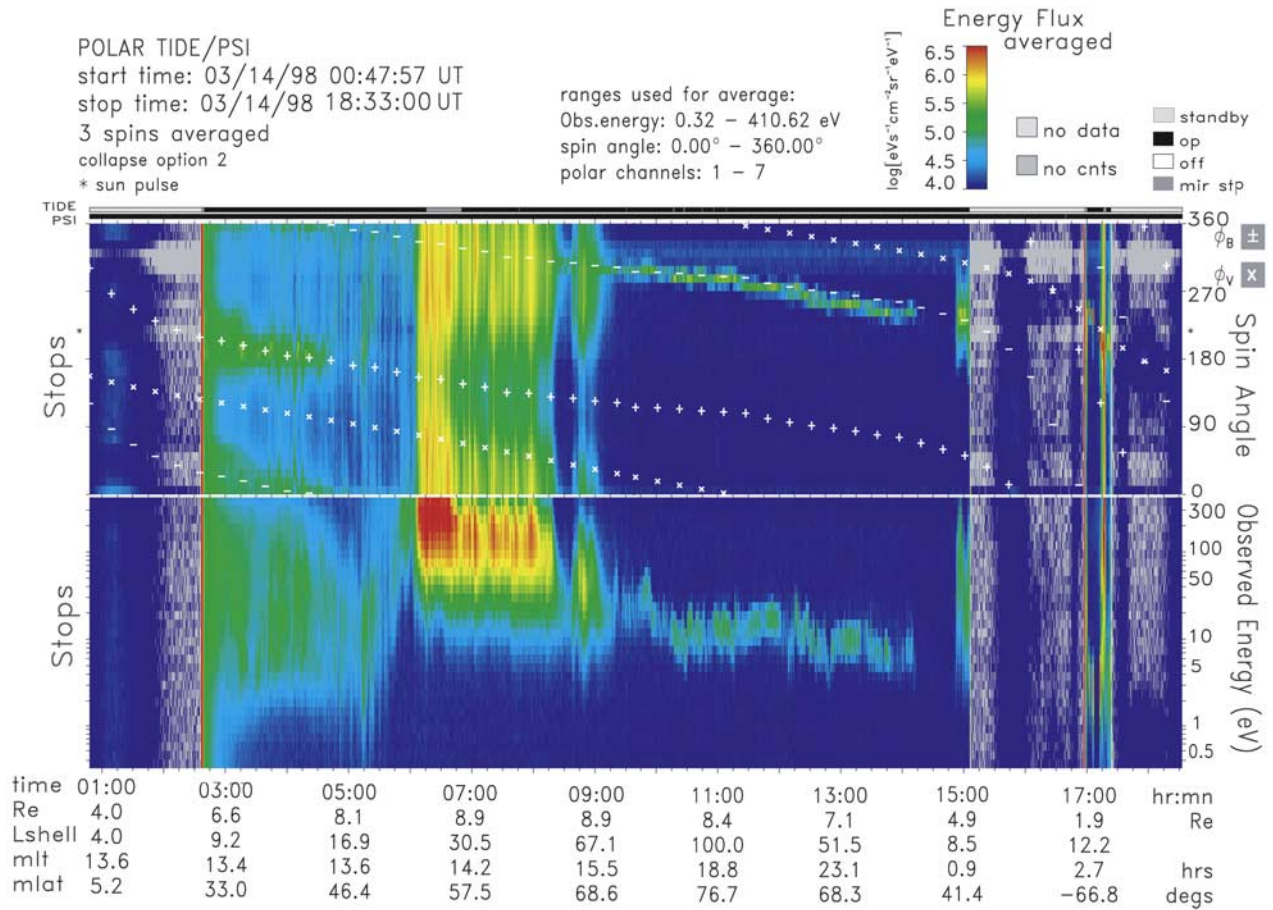 POLAR TIDE/PSI
start time: 03/14/98 00:47:57 UT
stop time: 03/14/98 18:33:00 UT
3 spins averaged
collapse option 2
* sun pulse
ranges used for average:
Obs.energy: 0.32 – 410.62 eV
spin angle: 0.00° – 360.00°
polar channels: 1 – 7
Energy Flux
averaged
log[eVs⁻¹cm⁻²sr⁻¹eV⁻¹]
6.5
6.0
5.5
5.0
4.5
4.0
no data
no cnts
standby
op
off
mir stp
TIDE
PSI
Stops
*
360
270
180
90
0
ϕB ±
ϕV x
*
Spin Angle
Stops
300
100
50
10
5
1
0.5
Observed Energy (eV)
time 01:00 03:00 05:00 07:00 09:00 11:00 13:00 15:00 17:00 hr:mn
Re 4.0 6.6 8.1 8.9 8.9 8.4 7.1 4.9 1.9 Re
Lshell 4.0 9.2 16.9 30.5 67.1 100.0 51.5 8.5 12.2
mlt 13.6 13.4 13.6 14.2 15.5 18.8 23.1 0.9 2.7 hrs
mlat 5.2 33.0 46.4 57.5 68.6 76.7 68.3 41.4 −66.8 degs